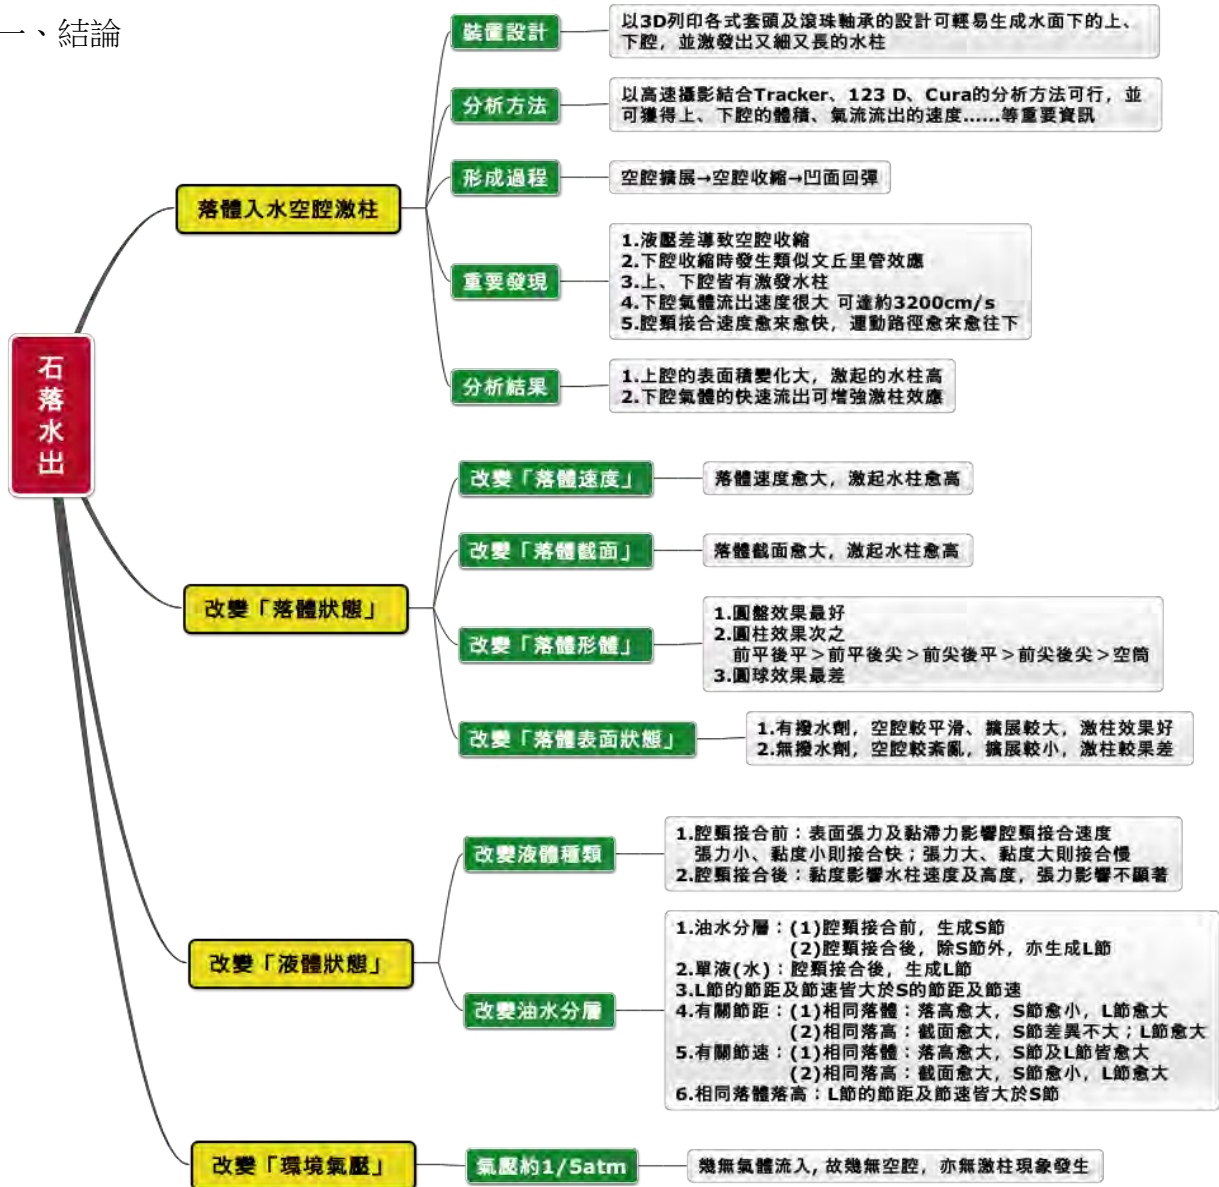 一、結論
石落水出
落體入水空腔激柱
裝置設計
以3D列印各式套頭及滾珠軸承的設計可輕易生成水面下的上、
下腔，並激發出又細又長的水柱
分析方法
以高速攝影結合Tracker、123 D、Cura的分析方法可行，並
可獲得上、下腔的體積、氣流流出的速度......等重要資訊
形成過程
空腔擴展→空腔收縮→凹面回彈
重要發現
1.液壓差導致空腔收縮
2.下腔收縮時發生類似文丘里管效應
3.上、下腔皆有激發水柱
4.下腔氣體流出速度很大 可達約3200cm/s
5.腔頸接合速度愈來愈快，運動路徑愈來愈往下
分析結果
1.上腔的表面積變化大，激起的水柱高
2.下腔氣體的快速流出可增強激柱效應
改變「落體狀態」
改變「落體速度」
落體速度愈大，激起水柱愈高
改變「落體截面」
落體截面愈大，激起水柱愈高
改變「落體形體」
1.圓盤效果最好
2.圓柱效果次之
前平後平＞前平後尖＞前尖後平＞前尖後尖＞空筒
3.圓球效果最差
改變「落體表面狀態」
1.有撥水劑，空腔較平滑、擴展較大，激柱效果好
2.無撥水劑，空腔較紊亂，擴展較小，激柱較果差
改變「液體狀態」
改變液體種類
1.腔頸接合前：表面張力及黏滯力影響腔頸接合速度
張力小、黏度小則接合快；張力大、黏度大則接合慢
2.腔頸接合後：黏度影響水柱速度及高度，張力影響不顯著
改變油水分層
1.油水分層：(1)腔頸接合前，生成S節
(2)腔頸接合後，除S節外，亦生成L節
2.單液(水)：腔頸接合後，生成L節
3.L節的節距及節速皆大於S的節距及節速
4.有關節距：(1)相同落體：落高愈大，S節愈小，L節愈大
(2)相同落高：截面愈大，S節差異不大；L節愈大
5.有關節速：(1)相同落體：落高愈大，S節及L節皆愈大
(2)相同落高：截面愈大，S節愈小，L節愈大
6.相同落體落高：L節的節距及節速皆大於S節
改變「環境氣壓」
氣壓約1/5atm
幾無氣體流入, 故幾無空腔，亦無激柱現象發生